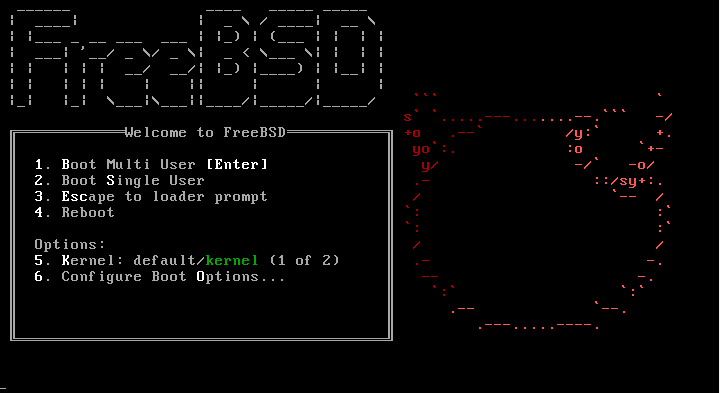 FreeBSD
Welcome to FreeBSD
1. Boot Multi User [Enter]
2. Boot Single User
3. Escape to loader prompt
4. Reboot
Options:
5. Kernel: default/kernel (1 of 2)
6. Configure Boot Options...